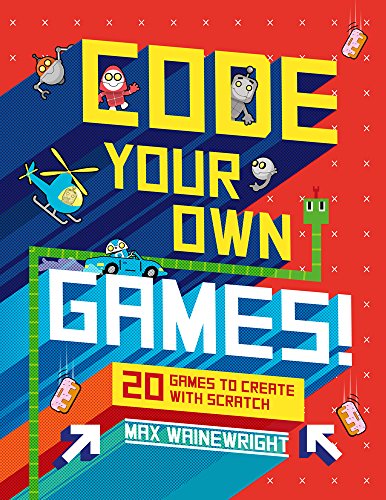 CODE
YOUR
OWN
GAMES!
20 GAMES TO CREATE
WITH SCRATCH
MAX WAINEWRIGHT